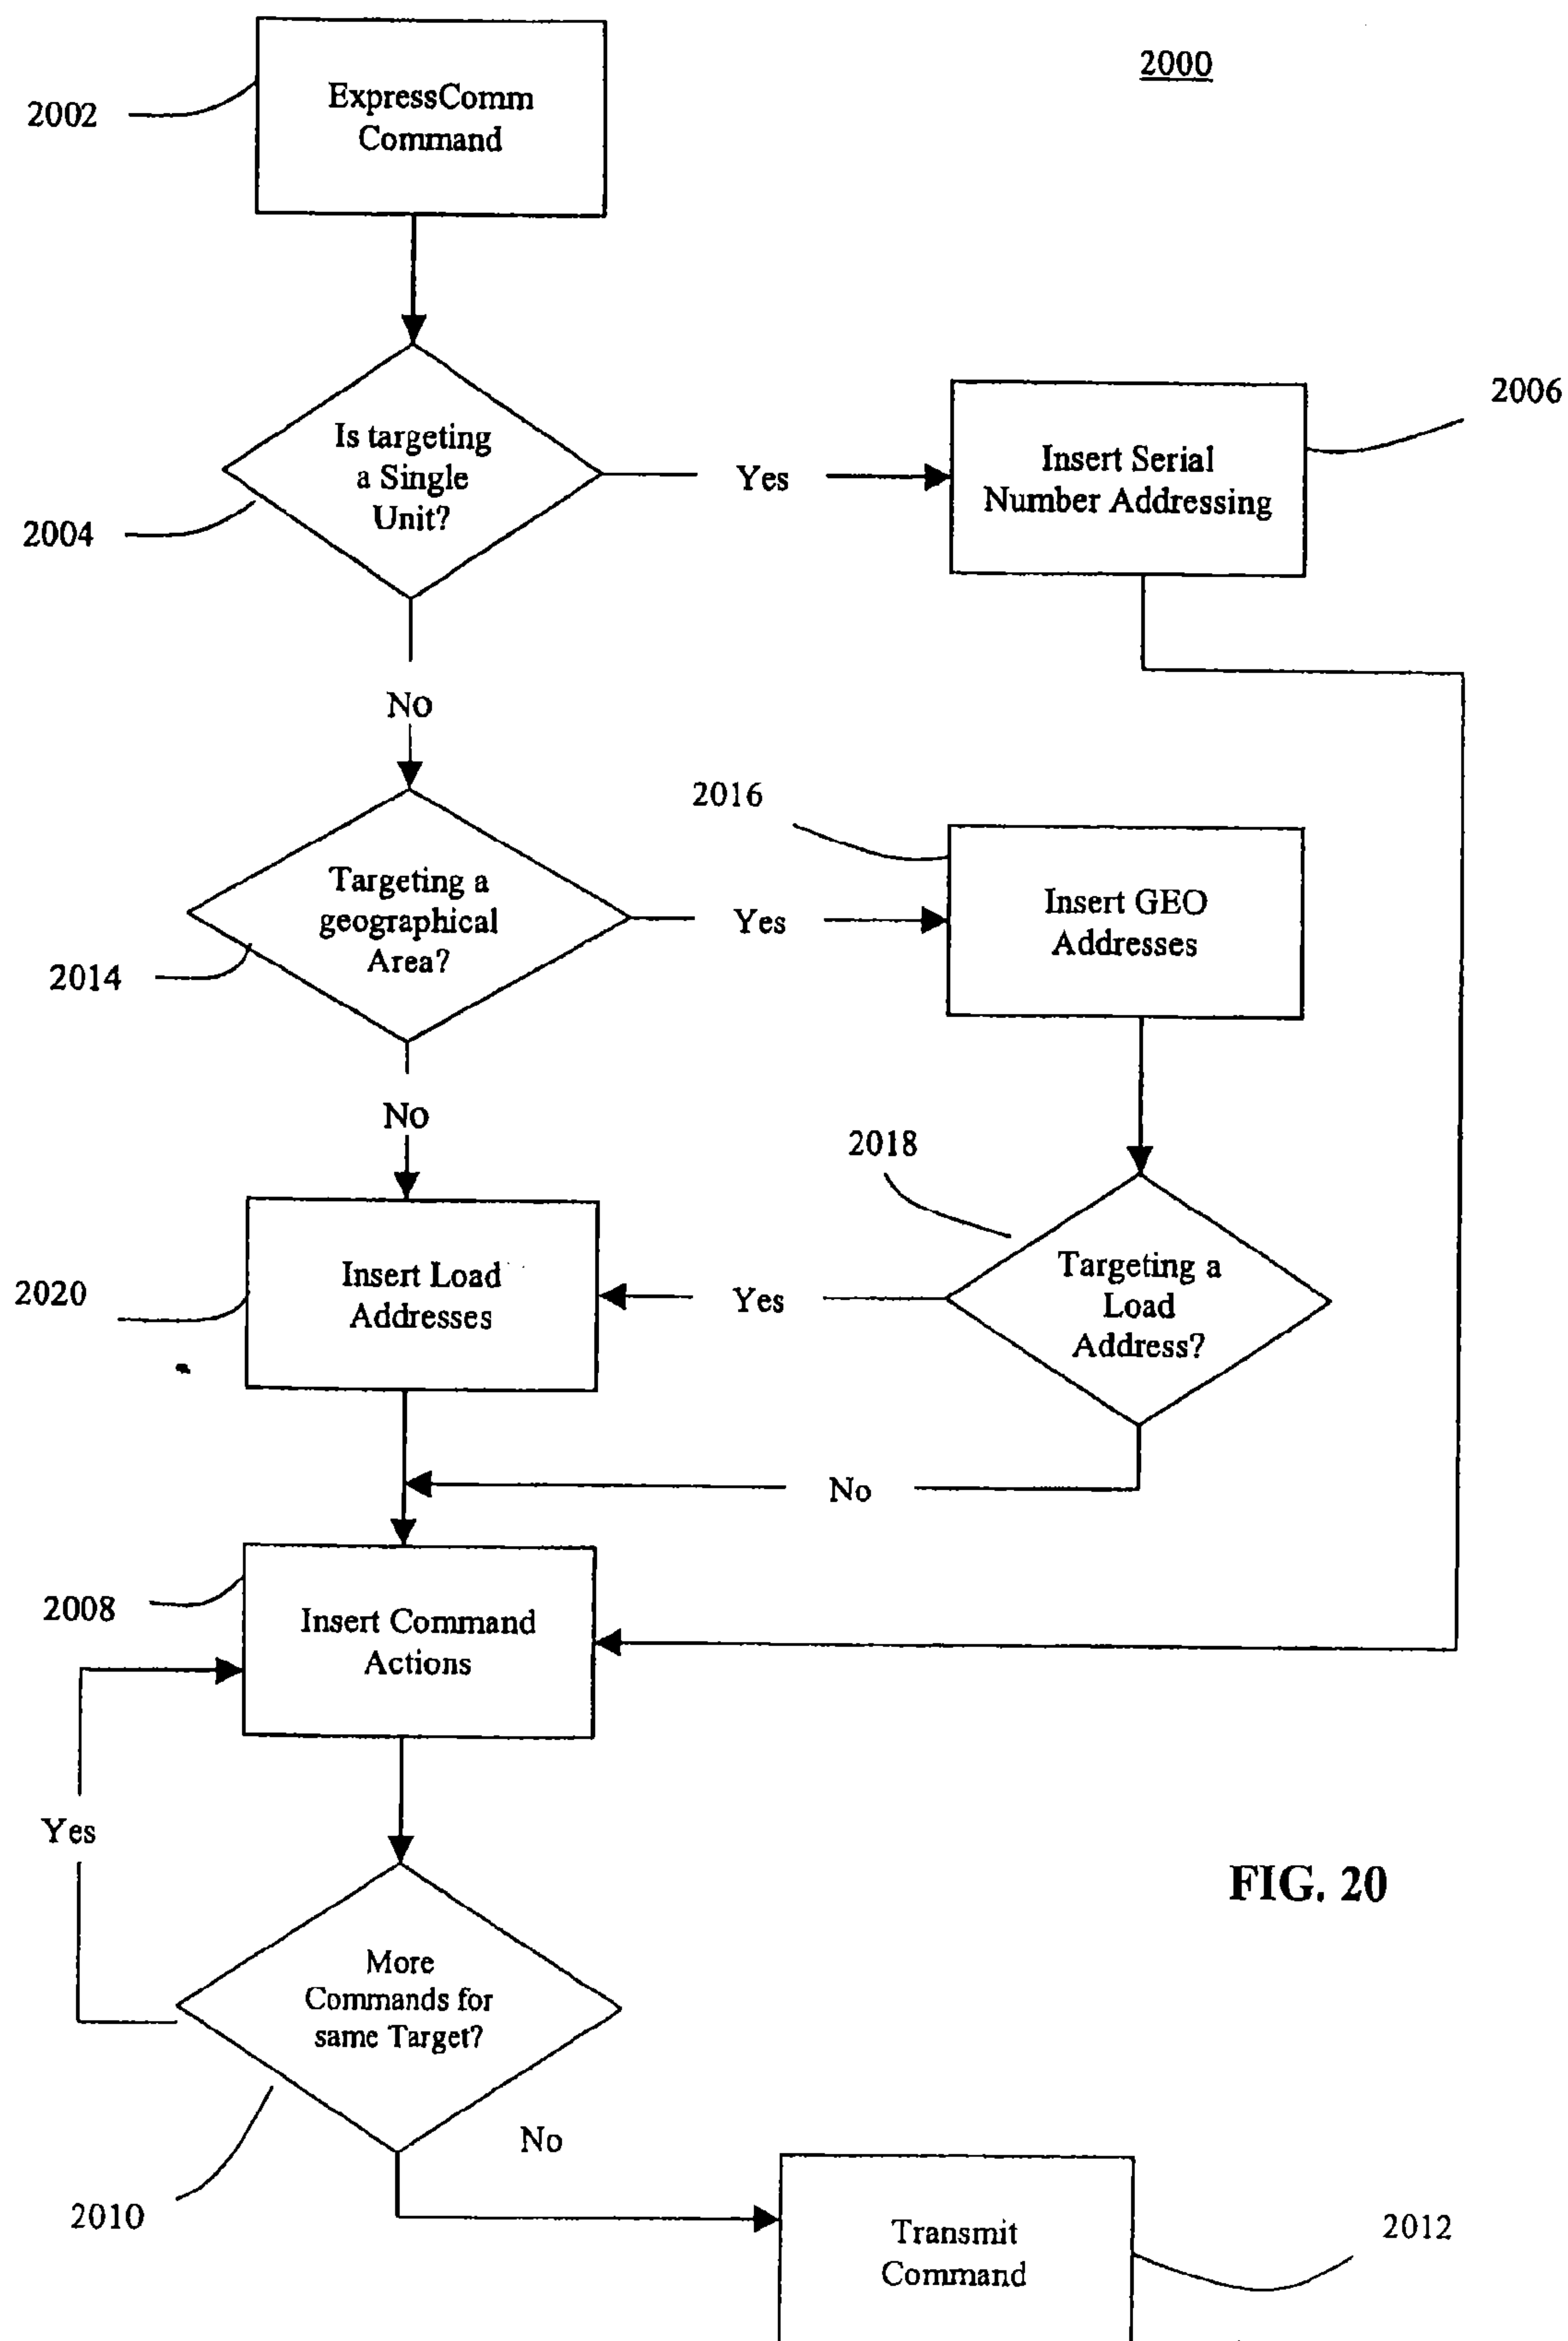 2000
2002
ExpressComm
Command
2004
Is targeting
a Single
Unit?
Yes
2006
Insert Serial
Number Addressing
No
2014
Targeting a
geographical
Area?
Yes
2016
Insert GEO
Addresses
No
2018
Targeting a
Load
Address?
Yes
2020
Insert Load
Addresses
No
2008
Insert Command
Actions
Yes
2010
More
Commands for
same Target?
No
2012
Transmit
Command
FIG. 20